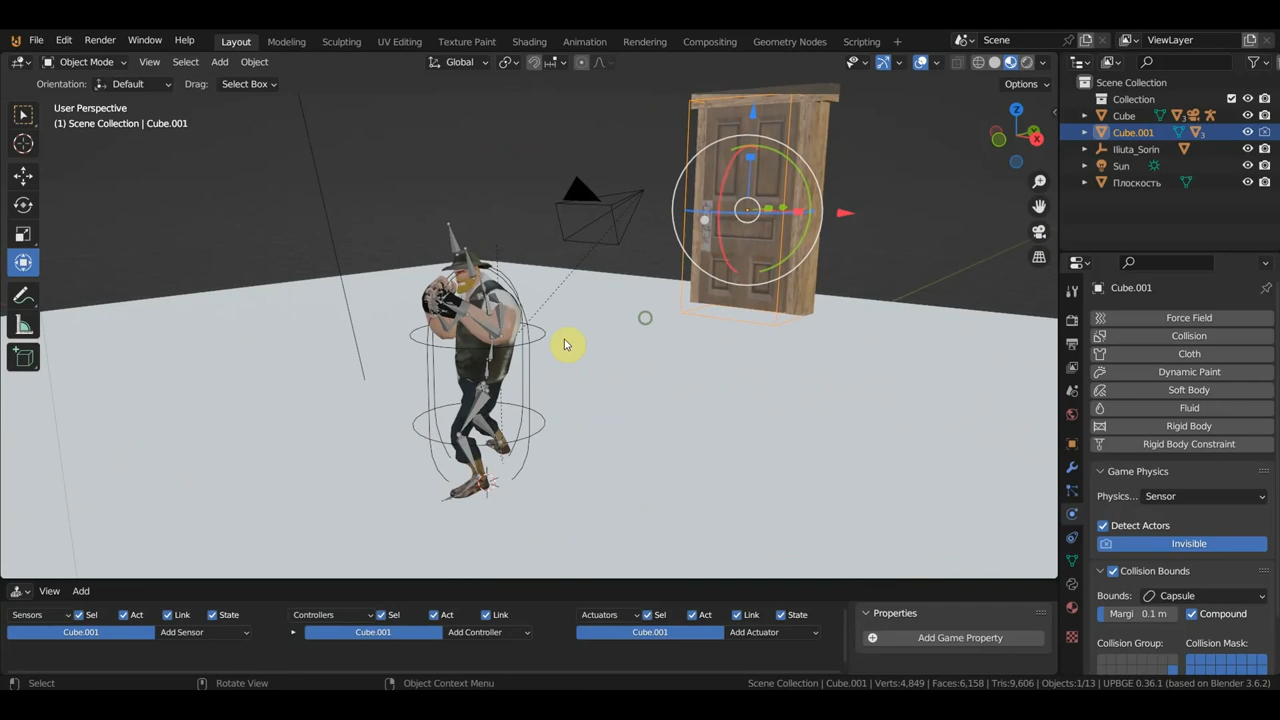 File Edit Render Window Help Layout Modeling Sculpting UV Editing Texture Paint Shading Animation Rendering Compositing Geometry Nodes Scripting + Scene ViewLayer
Object Mode View Select Add Object Global
Orientation: Default Drag: Select Box Options
User Perspective
(1) Scene Collection | Cube.001
Z
X
Scene Collection
Collection
Cube 3
Cube.001 3
Iliuta_Sorin
Sun
Плоскость
Cube.001
Force Field
Collision
Cloth
Dynamic Paint
Soft Body
Fluid
Rigid Body
Rigid Body Constraint
Game Physics
Physics... Sensor
Detect Actors
Invisible
Collision Bounds
Bounds: Capsule
Margi 0.1 m Compound
Collision Group: Collision Mask:
View Add
Sensors Sel Act Link State Controllers Sel Act Link Actuators Sel Act Link State Properties
Cube.001 Add Sensor Cube.001 Add Controller Cube.001 Add Actuator Add Game Property
Select Rotate View Object Context Menu Scene Collection | Cube.001 | Verts:4,849 | Faces:6,158 | Tris:9,606 | Objects:1/13 | UPBGE 0.36.1 (based on Blender 3.6.2)